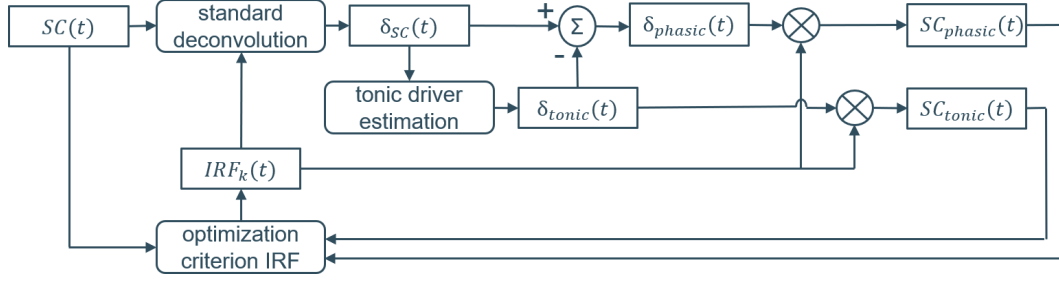 SC(t)
standard
deconvolution
δ_SC(t)
+
Σ
-
δ_phasic(t)
SC_phasic(t)
tonic driver
estimation
δ_tonic(t)
SC_tonic(t)
IRF_k(t)
optimization
criterion IRF